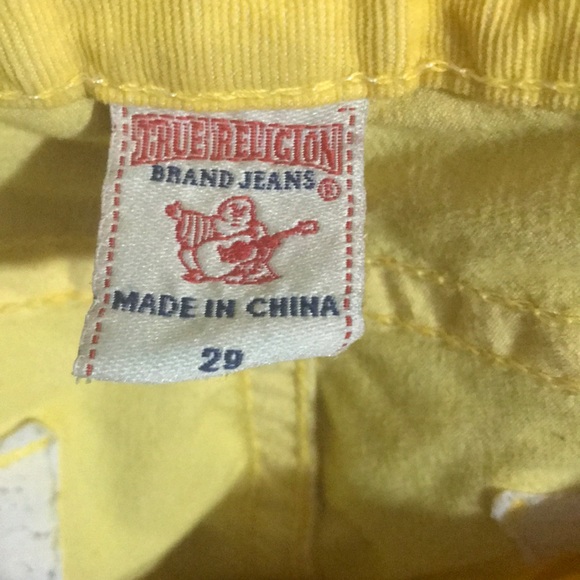 TRUE RELIGION
BRAND JEANS ®
MADE IN CHINA
29